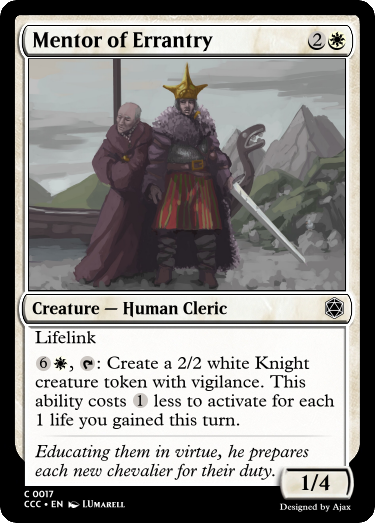 Mentor of Errantry 2
Creature — Human Cleric
Lifelink
6 , : Create a 2/2 white Knight
creature token with vigilance. This
ability costs 1 less to activate for each
1 life you gained this turn.
Educating them in virtue, he prepares
each new chevalier for their duty.
1/4
C 0017
CCC • EN LUMARELL
Designed by Ajax